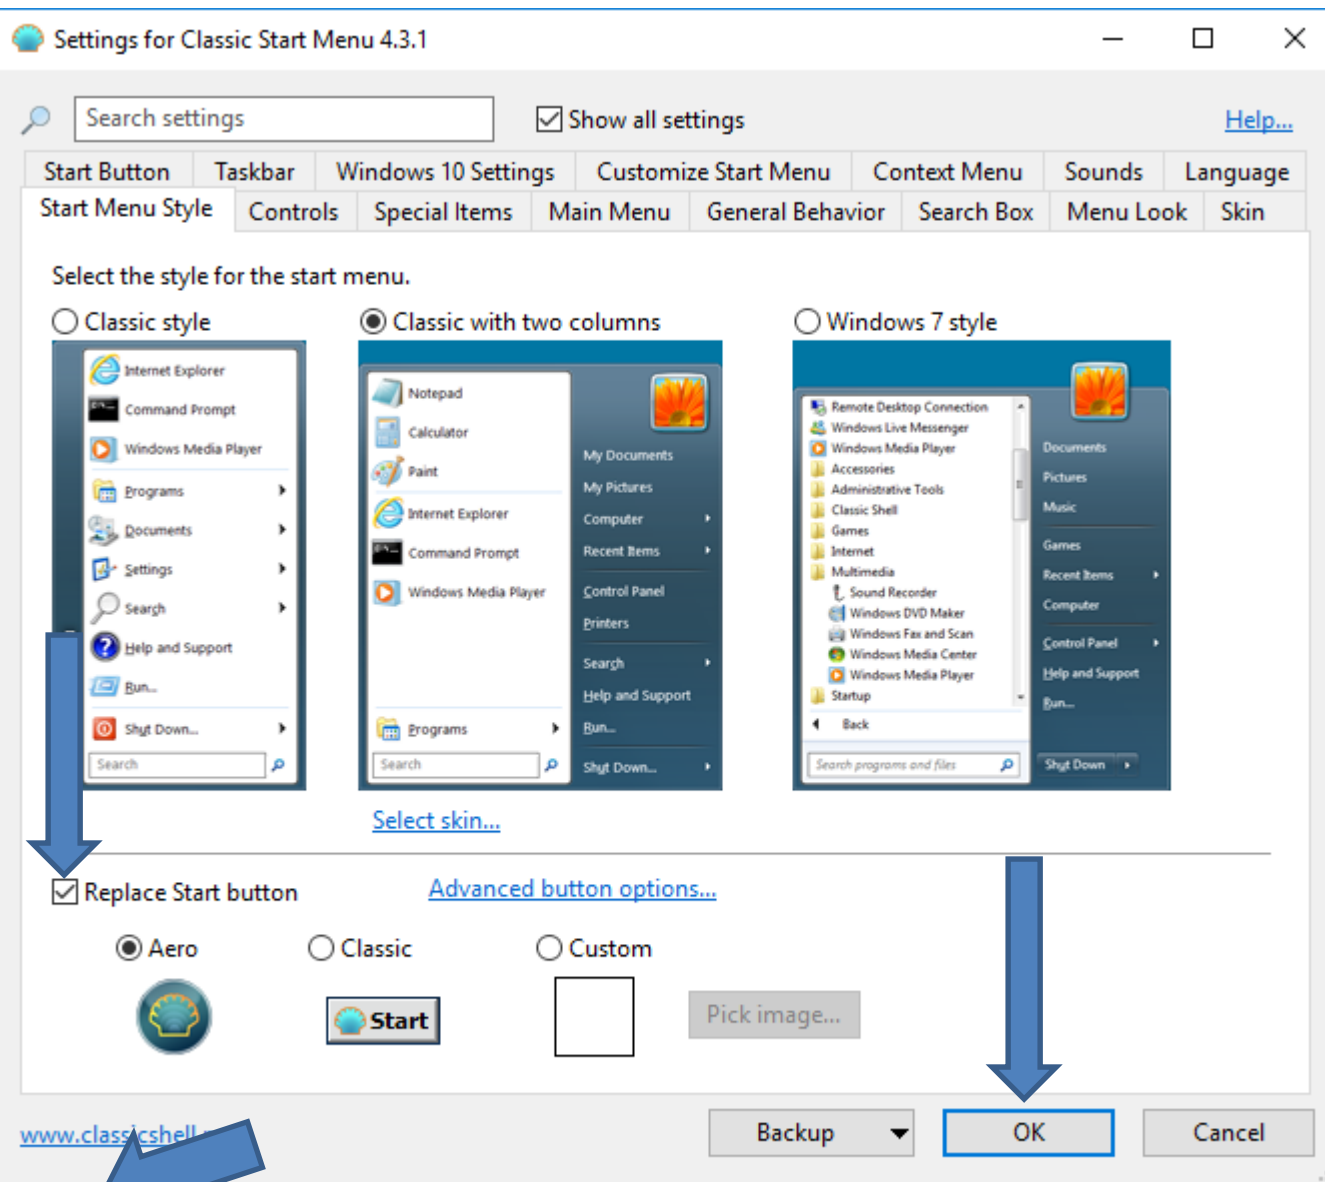 Settings for Classic Start Menu 4.3.1
Search settings
Show all settings
Help...
Start Button Taskbar Windows 10 Settings Customize Start Menu Context Menu Sounds Language
Start Menu Style Controls Special Items Main Menu General Behavior Search Box Menu Look Skin
Select the style for the start menu.
Classic style
Internet Explorer
Command Prompt
Windows Media Player
Programs
Documents
Settings
Search
Help and Support
Run...
Shut Down...
Search
Classic with two columns
Notepad
Calculator
Paint
Internet Explorer
Command Prompt
Windows Media Player
Programs
Search
My Documents
My Pictures
Computer
Recent Items
Control Panel
Printers
Search
Help and Support
Run...
Shut Down...
Windows 7 style
Remote Desktop Connection
Windows Live Messenger
Windows Media Player
Accessories
Administrative Tools
Classic Shell
Games
Internet
Multimedia
Sound Recorder
Windows DVD Maker
Windows Fax and Scan
Windows Media Center
Windows Media Player
Startup
Back
Search programs and files
Documents
Pictures
Music
Games
Recent Items
Computer
Control Panel
Help and Support
Run...
Shut Down
Select skin...
Replace Start button
Advanced button options...
Aero
Classic
Custom
Start
Pick image...
www.classicshell
Backup
OK
Cancel